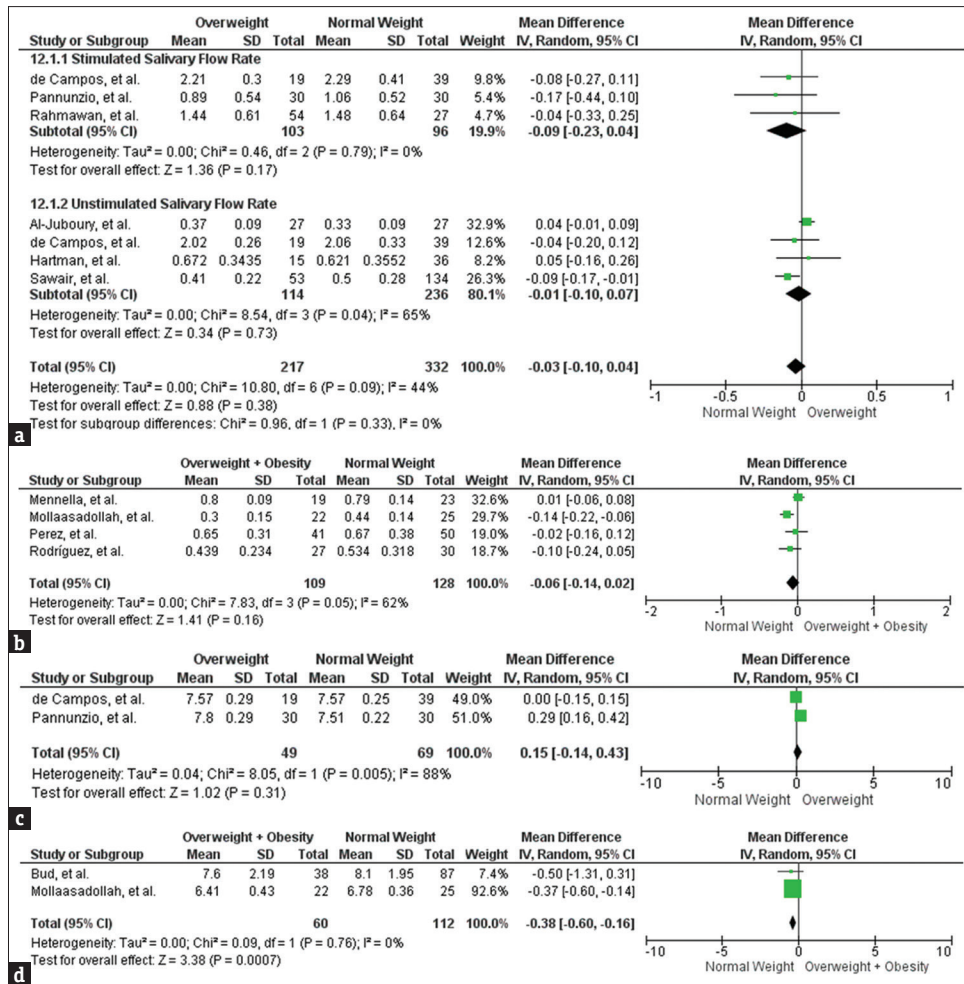 Overweight Normal Weight Mean Difference Mean Difference
Study or Subgroup Mean SD Total Mean SD Total Weight IV, Random, 95% CI IV, Random, 95% CI
12.1.1 Stimulated Salivary Flow Rate
de Campos, et al. 2.21 0.3 19 2.29 0.41 39 9.8% -0.08 [-0.27, 0.11]
Pannunzio, et al. 0.89 0.54 30 1.06 0.52 30 5.4% -0.17 [-0.44, 0.10]
Rahmawan, et al. 1.44 0.61 54 1.48 0.64 27 4.7% -0.04 [-0.33, 0.25]
Subtotal (95% CI) 103 96 19.9% -0.09 [-0.23, 0.04]
Heterogeneity: Tau² = 0.00; Chi² = 0.46, df = 2 (P = 0.79); I² = 0%
Test for overall effect: Z = 1.36 (P = 0.17)
12.1.2 Unstimulated Salivary Flow Rate
Al-Juboury, et al. 0.37 0.09 27 0.33 0.09 27 32.9% 0.04 [-0.01, 0.09]
de Campos, et al. 2.02 0.26 19 2.06 0.33 39 12.6% -0.04 [-0.20, 0.12]
Hartman, et al. 0.672 0.3435 15 0.621 0.3552 36 8.3% 0.05 [-0.16, 0.26]
Sawair, et al. 0.41 0.22 53 0.5 0.28 134 26.3% -0.09 [-0.17, -0.01]
Subtotal (95% CI) 114 236 80.1% -0.01 [-0.10, 0.07]
Heterogeneity: Tau² = 0.00; Chi² = 8.54, df = 3 (P = 0.04); I² = 65%
Test for overall effect: Z = 0.34 (P = 0.73)
Total (95% CI) 217 332 100.0% -0.03 [-0.10, 0.04]
Heterogeneity: Tau² = 0.00; Chi² = 10.80, df = 6 (P = 0.09); I² = 44%
Test for overall effect: Z = 0.88 (P = 0.38)
Test for subgroup differences: Chi² = 0.96, df = 1 (P = 0.33), I² = 0%
-1 -0.5 0 0.5 1
Normal Weight Overweight
a
Overweight + Obesity Normal Weight Mean Difference Mean Difference
Study or Subgroup Mean SD Total Mean SD Total Weight IV, Random, 95% CI IV, Random, 95% CI
Mennella, et al. 0.8 0.09 19 0.79 0.14 23 32.6% 0.01 [-0.06, 0.08]
Mollaasadollah, et al. 0.3 0.15 22 0.44 0.14 25 29.7% -0.14 [-0.22, -0.06]
Perez, et al. 0.65 0.31 41 0.67 0.38 50 19.0% -0.02 [-0.16, 0.12]
Rodríguez, et al. 0.439 0.234 27 0.534 0.318 30 18.7% -0.10 [-0.24, 0.05]
Total (95% CI) 109 128 100.0% -0.06 [-0.14, 0.02]
Heterogeneity: Tau² = 0.00; Chi² = 7.83, df = 3 (P = 0.05); I² = 62%
Test for overall effect: Z = 1.41 (P = 0.16)
-2 -1 0 1 2
Normal Weight Overweight + Obesity
b
Overweight Normal Weight Mean Difference Mean Difference
Study or Subgroup Mean SD Total Mean SD Total Weight IV, Random, 95% CI IV, Random, 95% CI
de Campos, et al. 7.57 0.29 19 7.57 0.25 39 49.0% 0.00 [-0.15, 0.15]
Pannunzio, et al. 7.8 0.29 30 7.51 0.22 30 51.0% 0.29 [0.16, 0.42]
Total (95% CI) 49 69 100.0% 0.15 [-0.14, 0.43]
Heterogeneity: Tau² = 0.04; Chi² = 8.05, df = 1 (P = 0.005); I² = 88%
Test for overall effect: Z = 1.02 (P = 0.31)
-10 -5 0 5 10
Normal Weight Overweight
c
Overweight + Obesity Normal Weight Mean Difference Mean Difference
Study or Subgroup Mean SD Total Mean SD Total Weight IV, Random, 95% CI IV, Random, 95% CI
Bud, et al. 7.6 2.19 38 8.1 1.95 87 7.4% -0.50 [-1.31, 0.31]
Mollaasadollah, et al. 6.41 0.43 22 6.78 0.36 25 92.6% -0.37 [-0.60, -0.14]
Total (95% CI) 60 112 100.0% -0.38 [-0.60, -0.16]
Heterogeneity: Tau² = 0.00; Chi² = 0.09, df = 1 (P = 0.76); I² = 0%
Test for overall effect: Z = 3.38 (P = 0.0007)
-10 -5 0 5 10
Normal Weight Overweight + Obesity
d